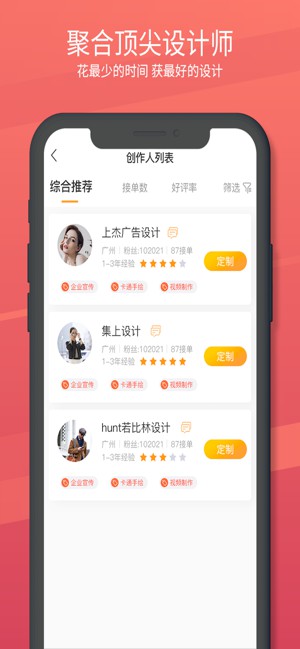 聚合顶尖设计师
花最少的时间 获最好的设计
创作人列表
综合推荐 接单数 好评率 筛选
上杰广告设计
广州 | 粉丝:102021 | 87接单
1-3年经验
定制
企业宣传 卡通手绘 视频制作
集上设计
广州 | 粉丝:102021 | 87接单
1-3年经验
定制
企业宣传 卡通手绘 视频制作
hunt若比林设计
广州 | 粉丝:102021 | 87接单
1-3年经验
定制
企业宣传 卡通手绘 视频制作